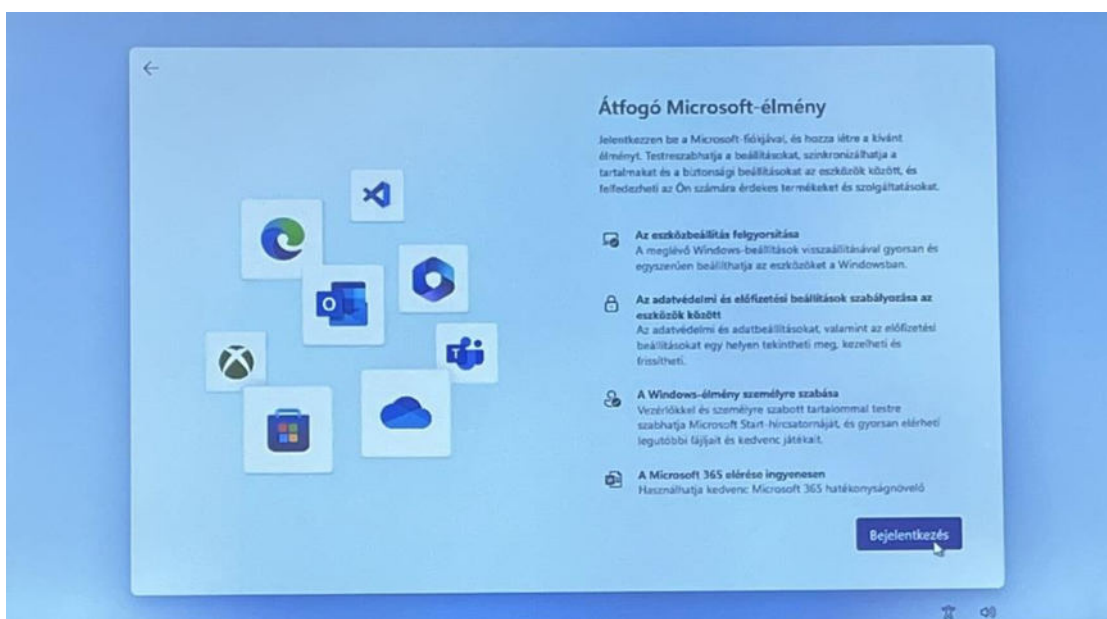 Átfogó Microsoft-élmény
Jelentkezzen be a Microsoft-fiókjával, és hozza létre a kívánt
élményt. Testreszabhatja a beállításokat, szinkronizálhatja a
tartalmakat és a biztonsági beállításokat az eszközök között, és
felfedezheti az Ön számára érdekes termékeket és szolgáltatásokat.
Az eszközbeállítás felgyorsítása
A meglévő Windows-beállítások visszaállításával gyorsan és
egyszerűen beállíthatja az eszközöket a Windowsban.
Az adatvédelmi és előfizetési beállítások szabályozása az
eszközök között
Az adatvédelmi és adatbeállításokat, valamint az előfizetési
beállításokat egy helyen tekintheti meg, kezelheti és
frissítheti.
A Windows-élmény személyre szabása
Vezérlőkkel és személyre szabott tartalommal testre
szabhatja Microsoft Start-hírcsatornáját, és gyorsan elérheti
legutóbbi fájljait és kedvenc játékait.
A Microsoft 365 elérése ingyenesen
Használhatja kedvenc Microsoft 365 hatékonyságnövelő
Bejelentkezés